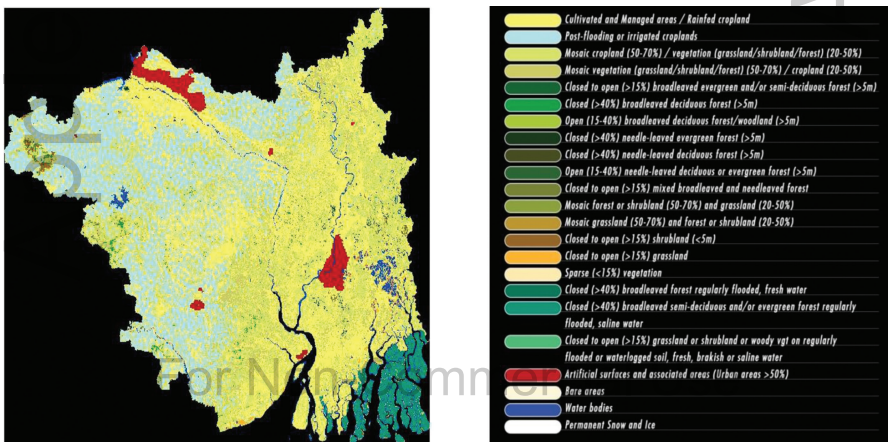 Cultivated and Managed areas / Rainfed cropland
Post-flooding or irrigated croplands
Mosaic cropland (50-70%) / vegetation (grassland/shrubland/forest) (20-50%)
Mosaic vegetation (grassland/shrubland/forest) (50-70%) / cropland (20-50%)
Closed to open (>15%) broadleaved evergreen and/or semi-deciduous forest (>5m)
Closed (>40%) broadleaved deciduous forest (>5m)
Open (15-40%) broadleaved deciduous forest/woodland (>5m)
Closed (>40%) needle-leaved evergreen forest (>5m)
Closed (>40%) needle-leaved deciduous forest (>5m)
Open (15-40%) needle-leaved deciduous or evergreen forest (>5m)
Closed to open (>15%) mixed broadleaved and needleaved forest
Mosaic forest or shrubland (50-70%) and grassland (20-50%)
Mosaic grassland (50-70%) and forest or shrubland (20-50%)
Closed to open (>15%) shrubland (<5m)
Closed to open (>15%) grassland
Sparse (<15%) vegetation
Closed (>40%) broadleaved forest regularly flooded, fresh water
Closed (>40%) broadleaved semi-deciduous and/or evergreen forest regularly
flooded, saline water
Closed to open (>15%) grassland or shrubland or woody vgt on regularly
flooded or waterlogged soil, fresh, brakish or saline water
Artificial surfaces and associated areas (Urban areas >50%)
Bare areas
Water bodies
Permanent Snow and Ice
For Non-Comm